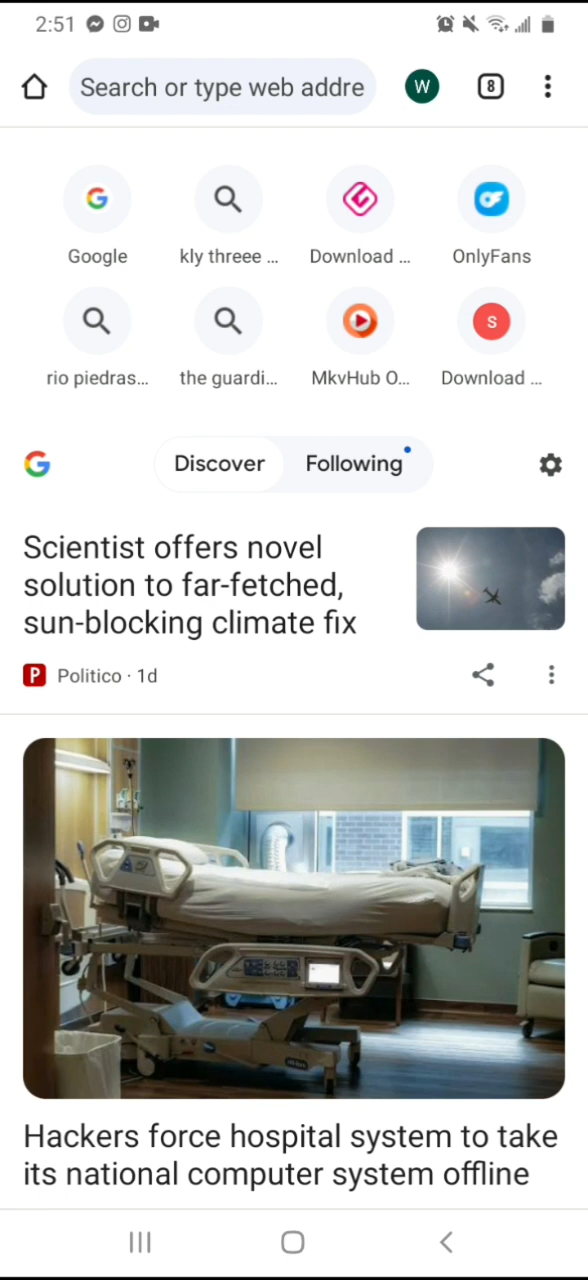 2:51
Search or type web addre
W
8
Google
kly threee ...
Download ...
OnlyFans
rio piedras...
the guardi...
MkvHub O...
S
Download ...
Discover
Following
Scientist offers novel
solution to far-fetched,
sun-blocking climate fix
P
Politico · 1d
Hackers force hospital system to take
its national computer system offline